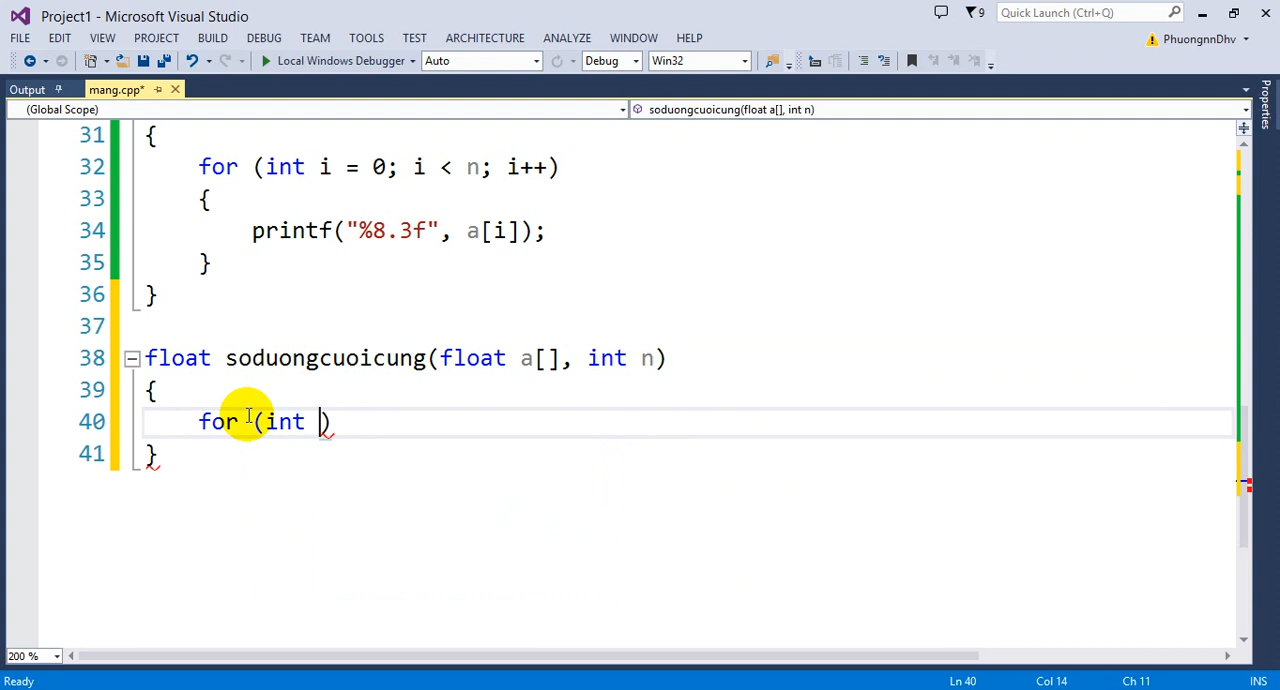 Project1 - Microsoft Visual Studio
9
Quick Launch (Ctrl+Q)
FILE EDIT VIEW PROJECT BUILD DEBUG TEAM TOOLS TEST ARCHITECTURE ANALYZE WINDOW HELP
PhuongnnDhv
Local Windows Debugger Auto Debug Win32
Output mang.cpp*
Properties
(Global Scope) soduongcuoicung(float a[], int n)
31 {
32 for (int i = 0; i < n; i++)
33 {
34 printf("%8.3f", a[i]);
35 }
36 }
37
38 float soduongcuoicung(float a[], int n)
39 {
40 for (int )
41 }
200 %
Ready Ln 40 Col 14 Ch 11 INS